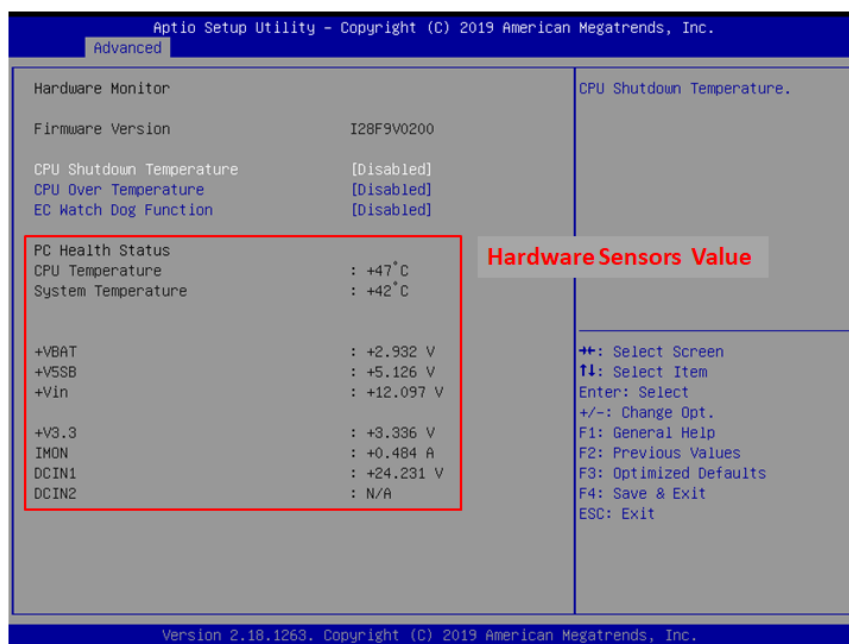 Aptio Setup Utility – Copyright (C) 2019 American Megatrends, Inc.
Advanced
Hardware Monitor
Firmware Version I28F9V0200
CPU Shutdown Temperature [Disabled]
CPU Over Temperature [Disabled]
EC Watch Dog Function [Disabled]
PC Health Status
CPU Temperature : +47°C
System Temperature : +42°C
+VBAT : +2.932 V
+V5SB : +5.126 V
+Vin : +12.097 V
+V3.3 : +3.336 V
IMON : +0.484 A
DCIN1 : +24.231 V
DCIN2 : N/A
Hardware Sensors Value
CPU Shutdown Temperature.
→←: Select Screen
↑↓: Select Item
Enter: Select
+/-: Change Opt.
F1: General Help
F2: Previous Values
F3: Optimized Defaults
F4: Save & Exit
ESC: Exit
Version 2.18.1263. Copyright (C) 2019 American Megatrends, Inc.